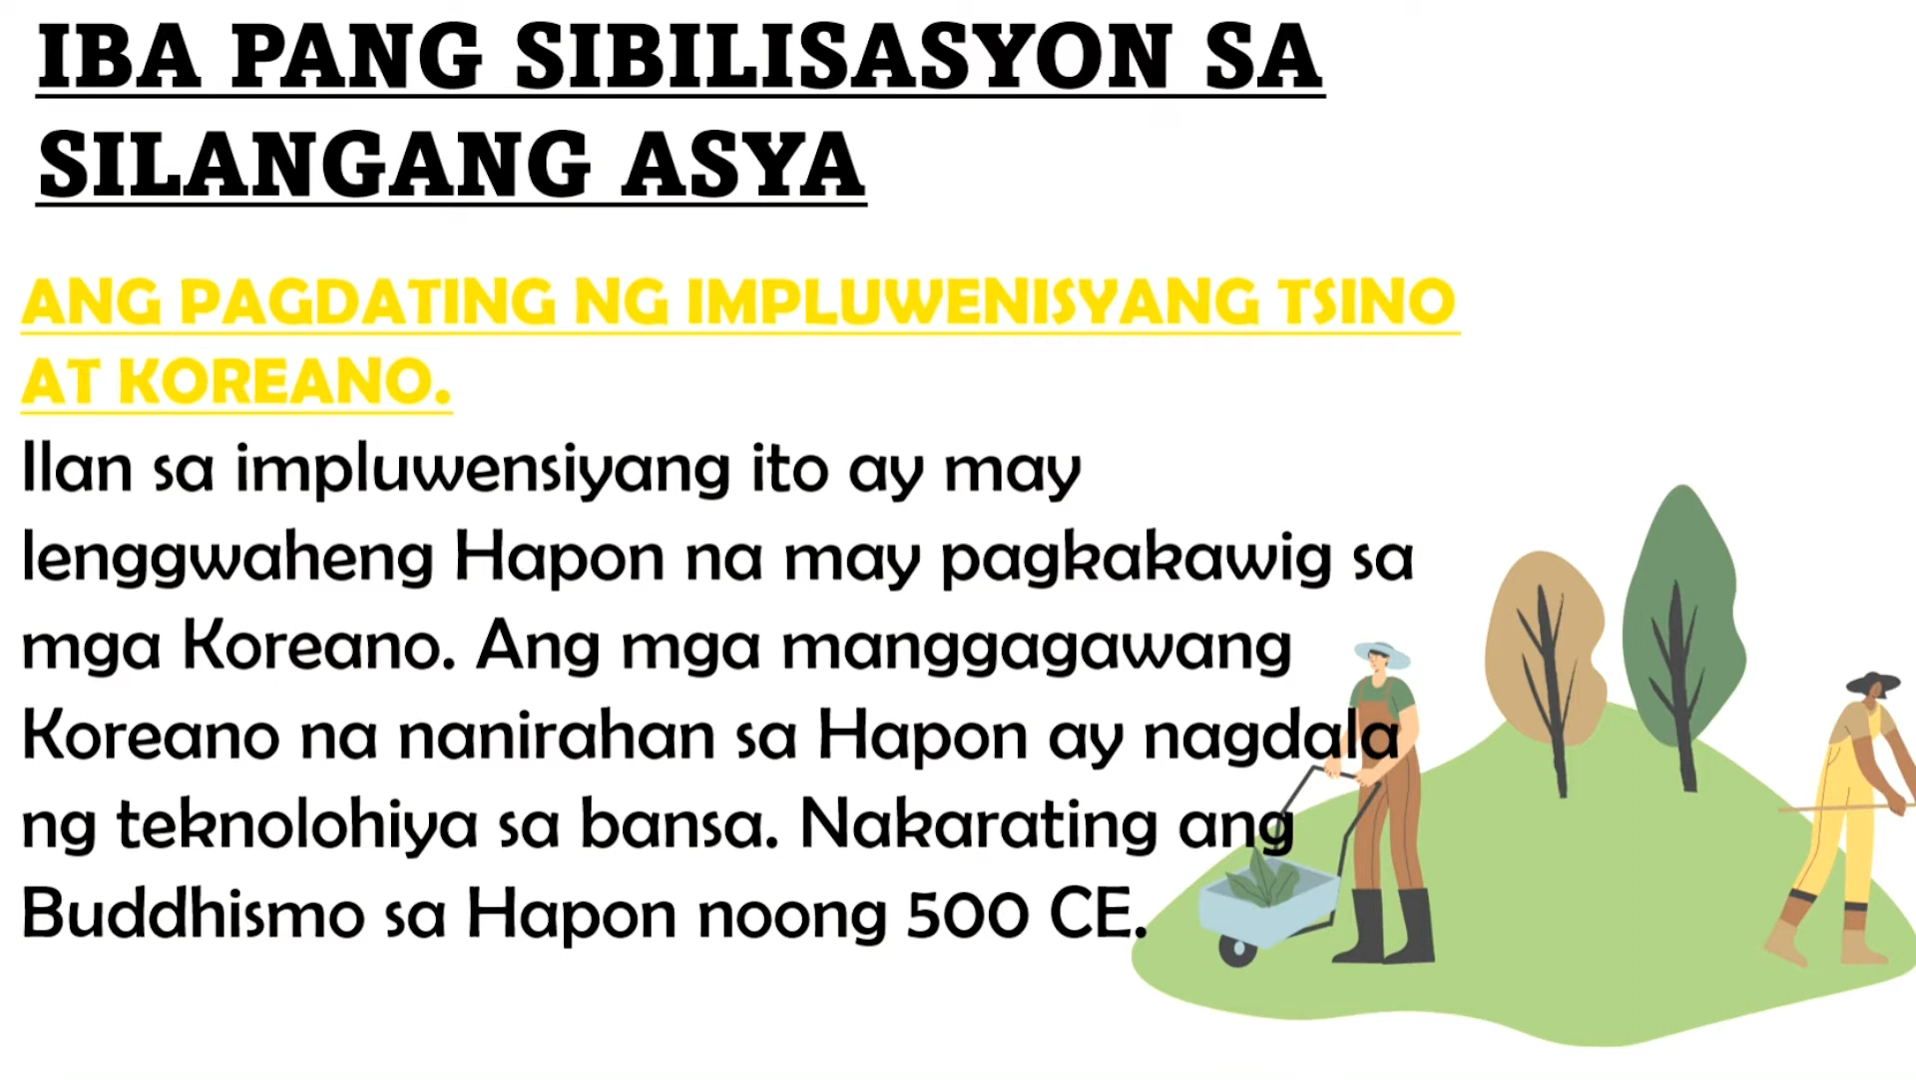 IBA PANG SIBILISASYON SA
SILANGANG ASYA
ANG PAGDATING NG IMPLUWENISYANG TSINO
AT KOREANO.
Ilan sa impluwensiyang ito ay may
lenggwaheng Hapon na may pagkakawig sa
mga Koreano. Ang mga manggagawang
Koreano na nanirahan sa Hapon ay nagdala
ng teknolohiya sa bansa. Nakarating ang
Buddhismo sa Hapon noong 500 CE.